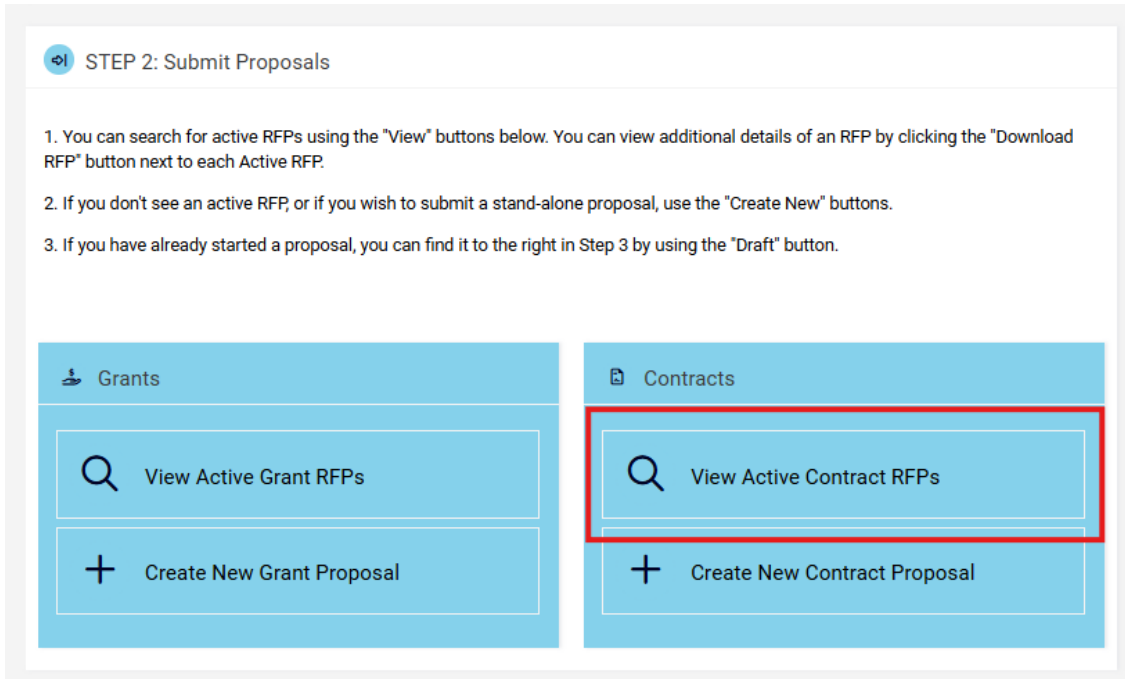 STEP 2: Submit Proposals
1. You can search for active RFPs using the "View" buttons below. You can view additional details of an RFP by clicking the "Download
RFP" button next to each Active RFP.
2. If you don't see an active RFP, or if you wish to submit a stand-alone proposal, use the "Create New" buttons.
3. If you have already started a proposal, you can find it to the right in Step 3 by using the "Draft" button.
Grants
View Active Grant RFPs
Create New Grant Proposal
Contracts
View Active Contract RFPs
Create New Contract Proposal